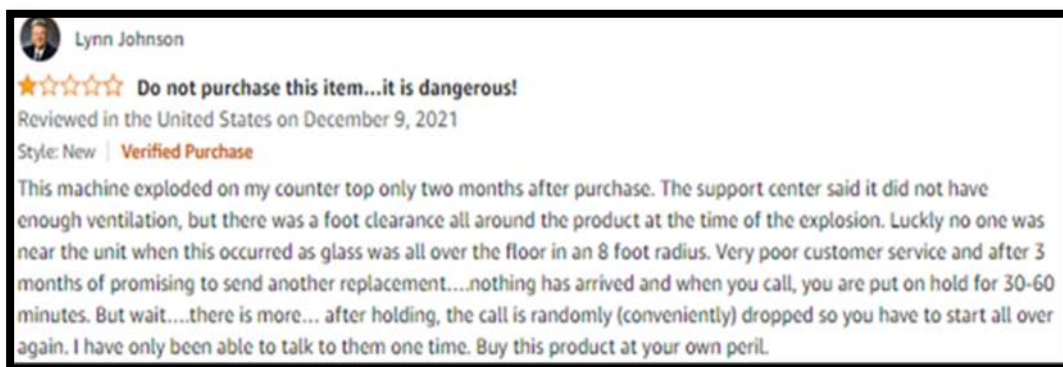 Lynn Johnson
Do not purchase this item...it is dangerous!
Reviewed in the United States on December 9, 2021
Style: New | Verified Purchase
This machine exploded on my counter top only two months after purchase. The support center said it did not have
enough ventilation, but there was a foot clearance all around the product at the time of the explosion. Luckly no one was
near the unit when this occurred as glass was all over the floor in an 8 foot radius. Very poor customer service and after 3
months of promising to send another replacement....nothing has arrived and when you call, you are put on hold for 30-60
minutes. But wait....there is more... after holding, the call is randomly (conveniently) dropped so you have to start all over
again. I have only been able to talk to them one time. Buy this product at your own peril.